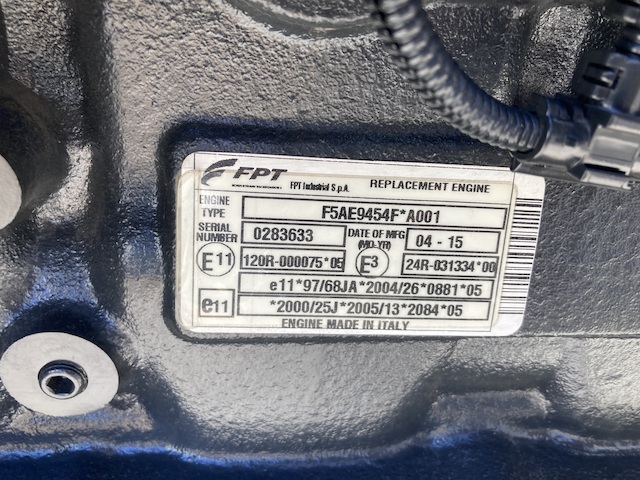 FPT FPT Industrial S.p.A. REPLACEMENT ENGINE
ENGINE TYPE F5AE9454F*A001
SERIAL NUMBER 0283633 DATE OF MFG (MO-YR) 04 - 15
E11 120R-000075*05 E3 24R-031334*00
e11*97/68JA*2004/26*0881*05
e11 *2000/25J*2005/13*2084*05
ENGINE MADE IN ITALY